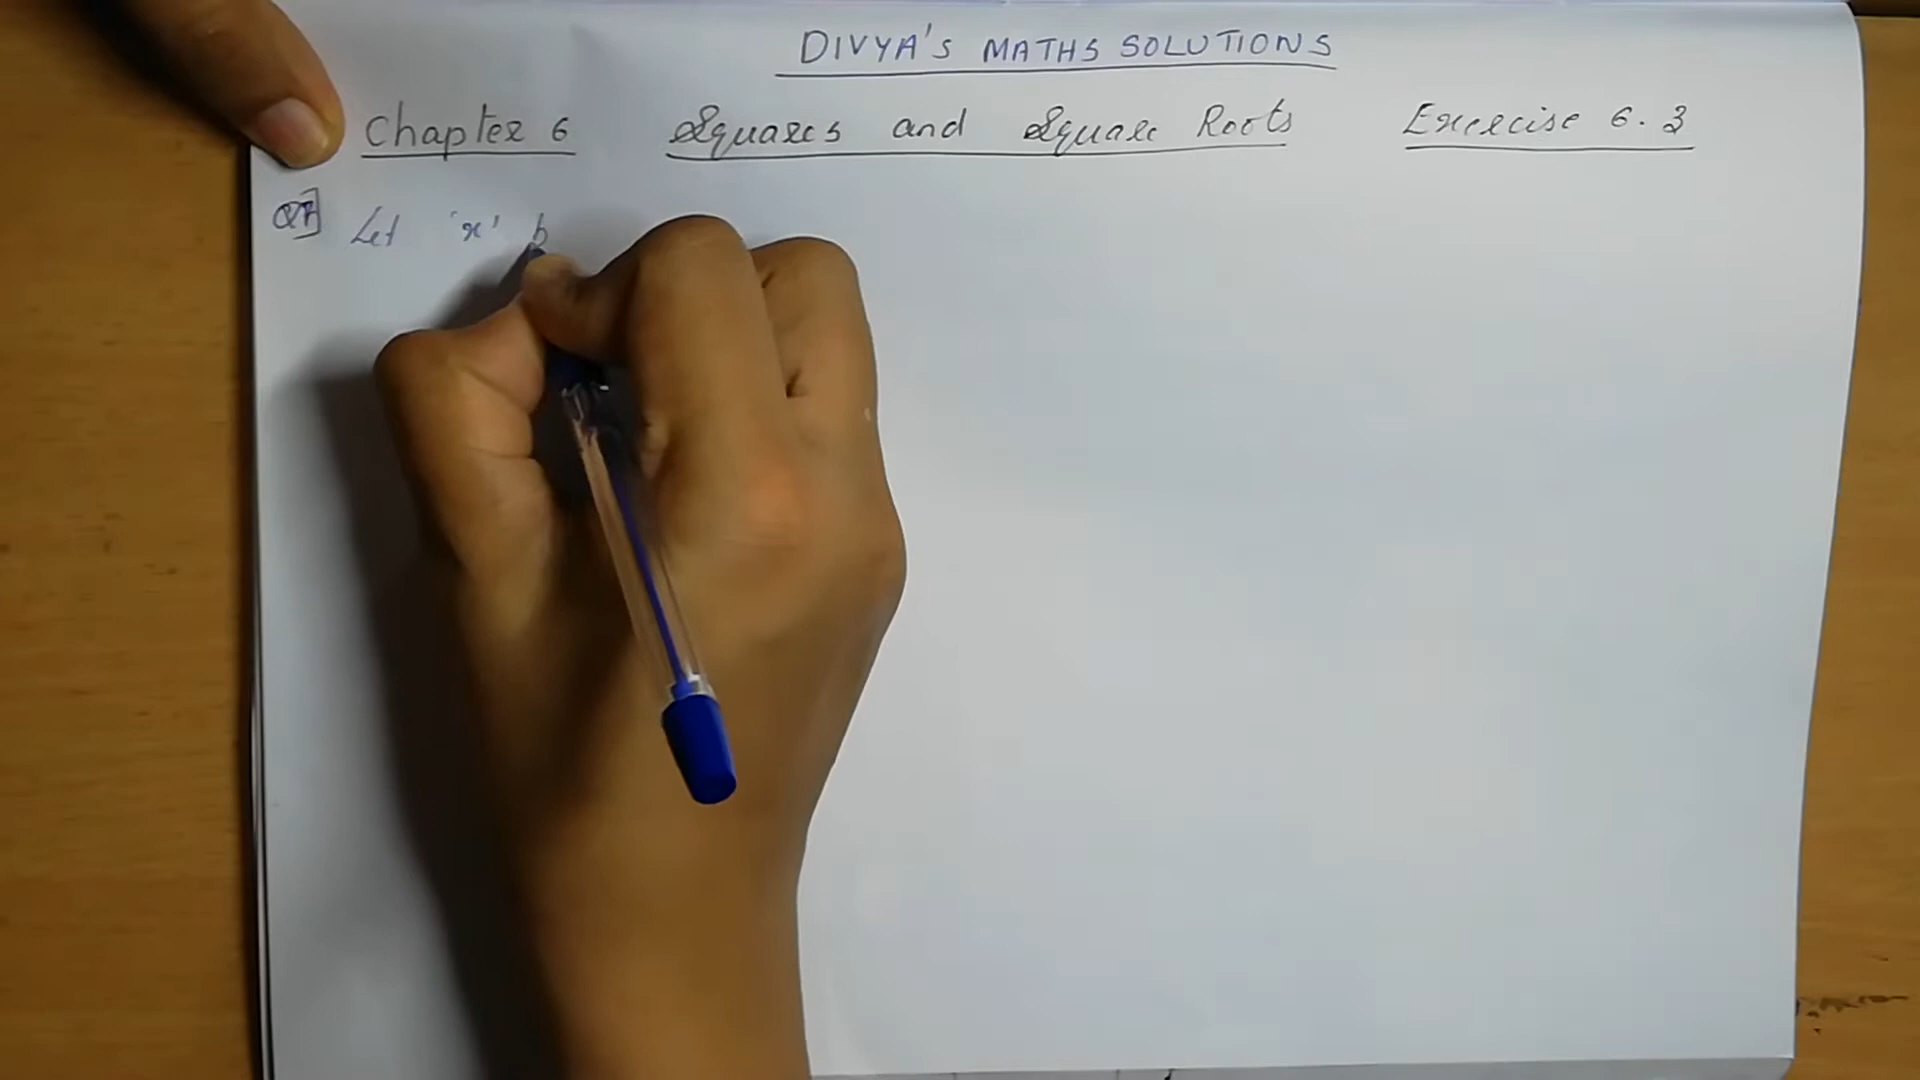 DIVYA'S MATHS SOLUTIONS
Chapter 6 Squares and Square Roots Exercise 6.3
Q7] Let 'x' b